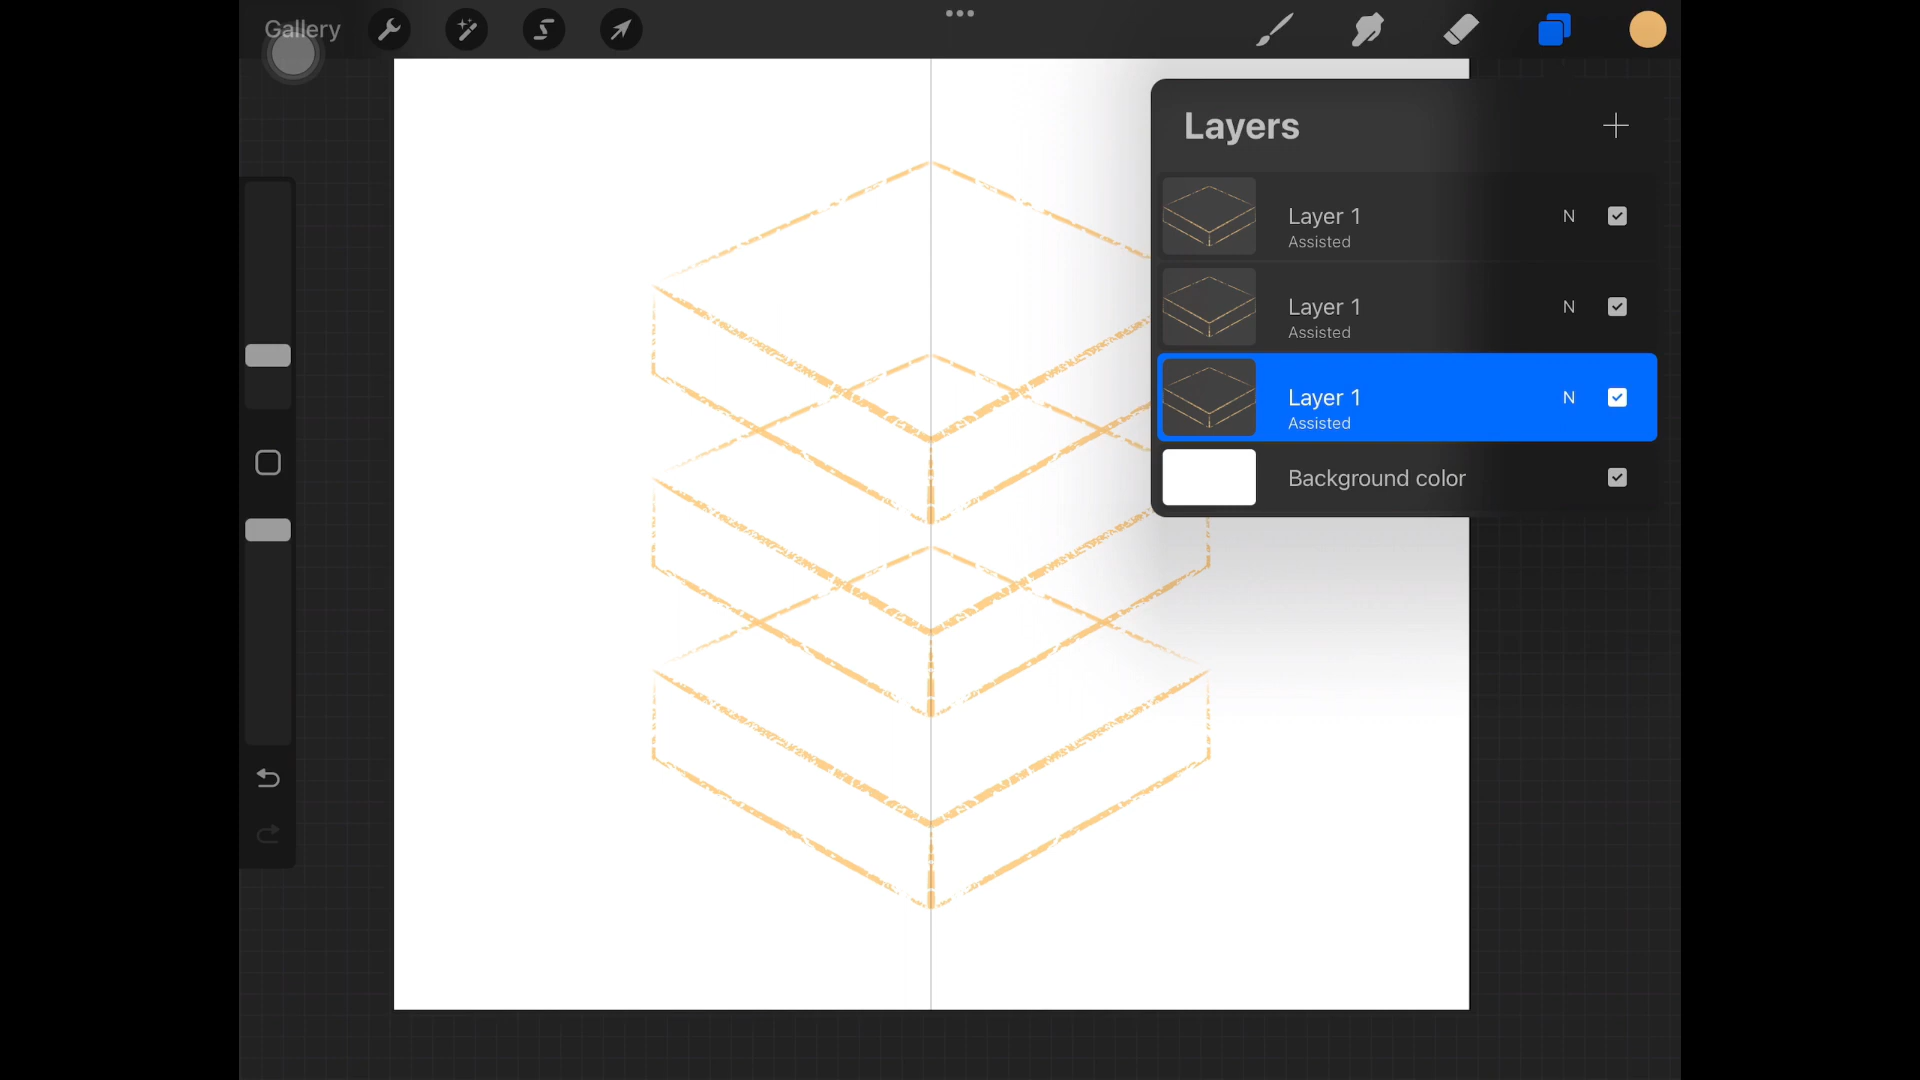 Gallery
Layers
Layer 1 N
Assisted
Layer 1 N
Assisted
Layer 1 N
Assisted
Background color